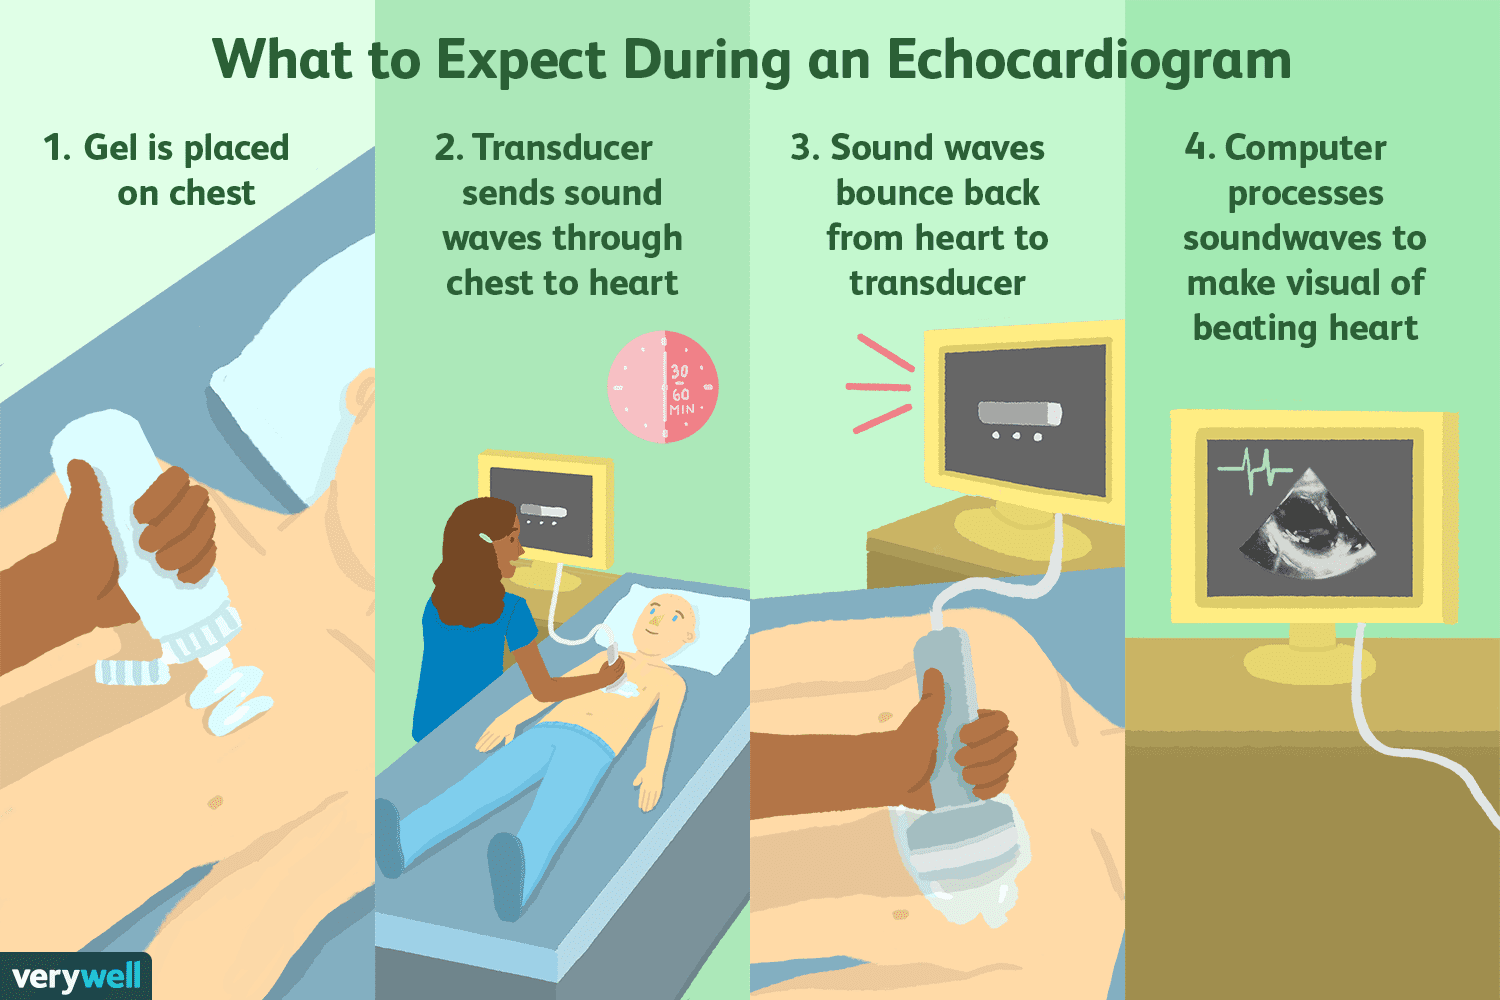 What to Expect During an Echocardiogram
1. Gel is placed
on chest
2. Transducer
sends sound
waves through
chest to heart
30
–
60
MIN
3. Sound waves
bounce back
from heart to
transducer
4. Computer
processes
soundwaves to
make visual of
beating heart
verywell